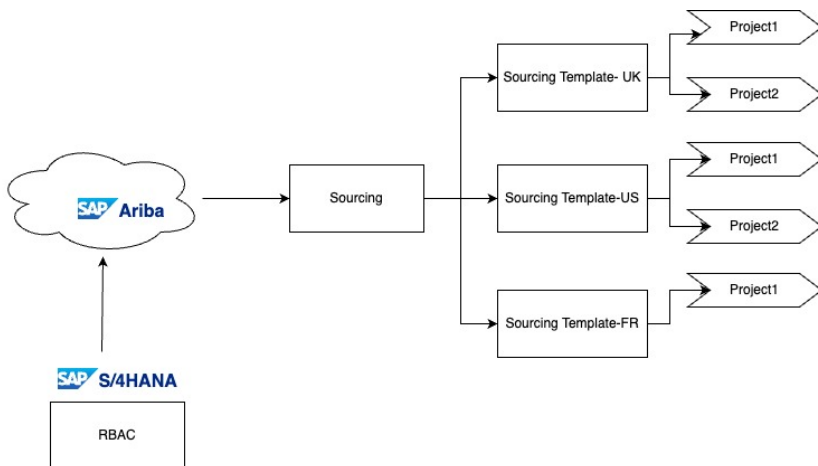 Project1
Sourcing Template- UK
Project2
Project1
SAP Ariba
Sourcing
Sourcing Template-US
Project2
Project1
Sourcing Template-FR
SAP S/4HANA
RBAC